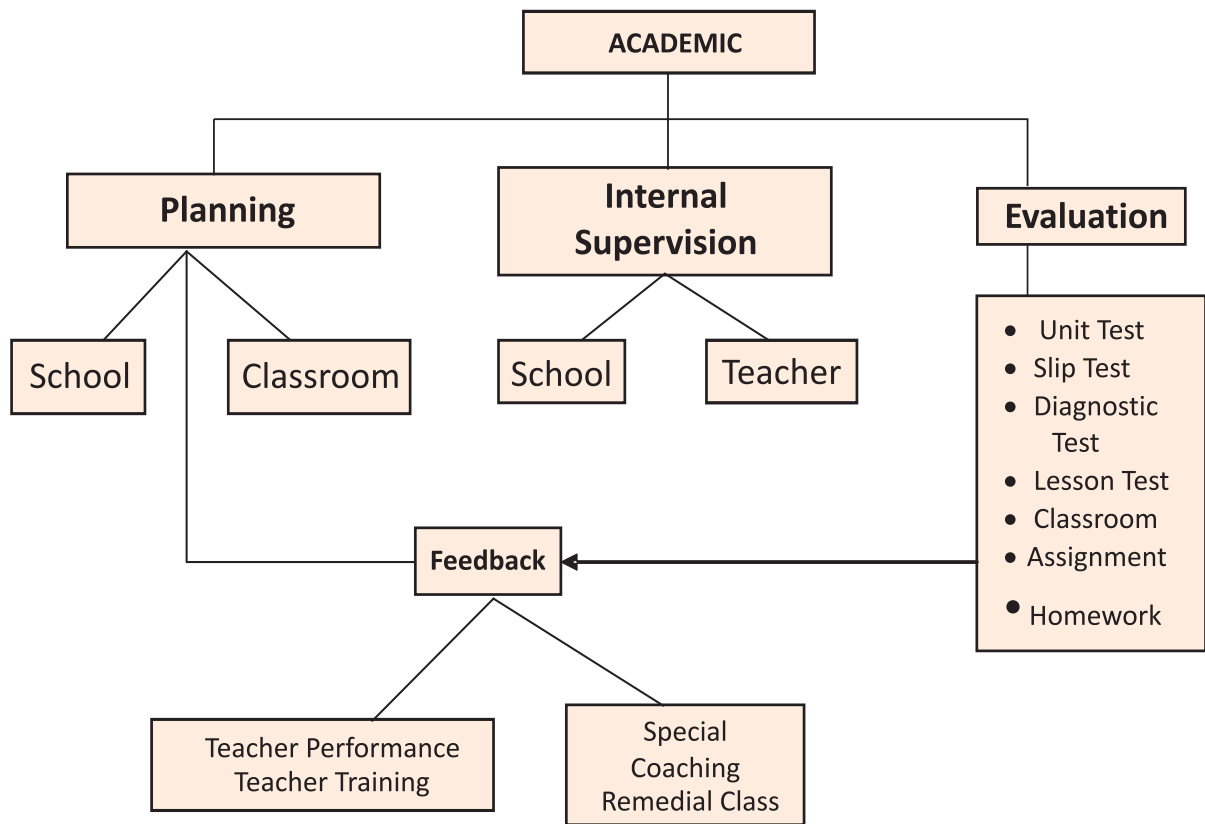 ACADEMIC
Planning
Internal
Supervision
Evaluation
School
Classroom
School
Teacher
• Unit Test
• Slip Test
• Diagnostic
Test
• Lesson Test
• Classroom
• Assignment
• Homework
Feedback
Teacher Performance
Teacher Training
Special
Coaching
Remedial Class